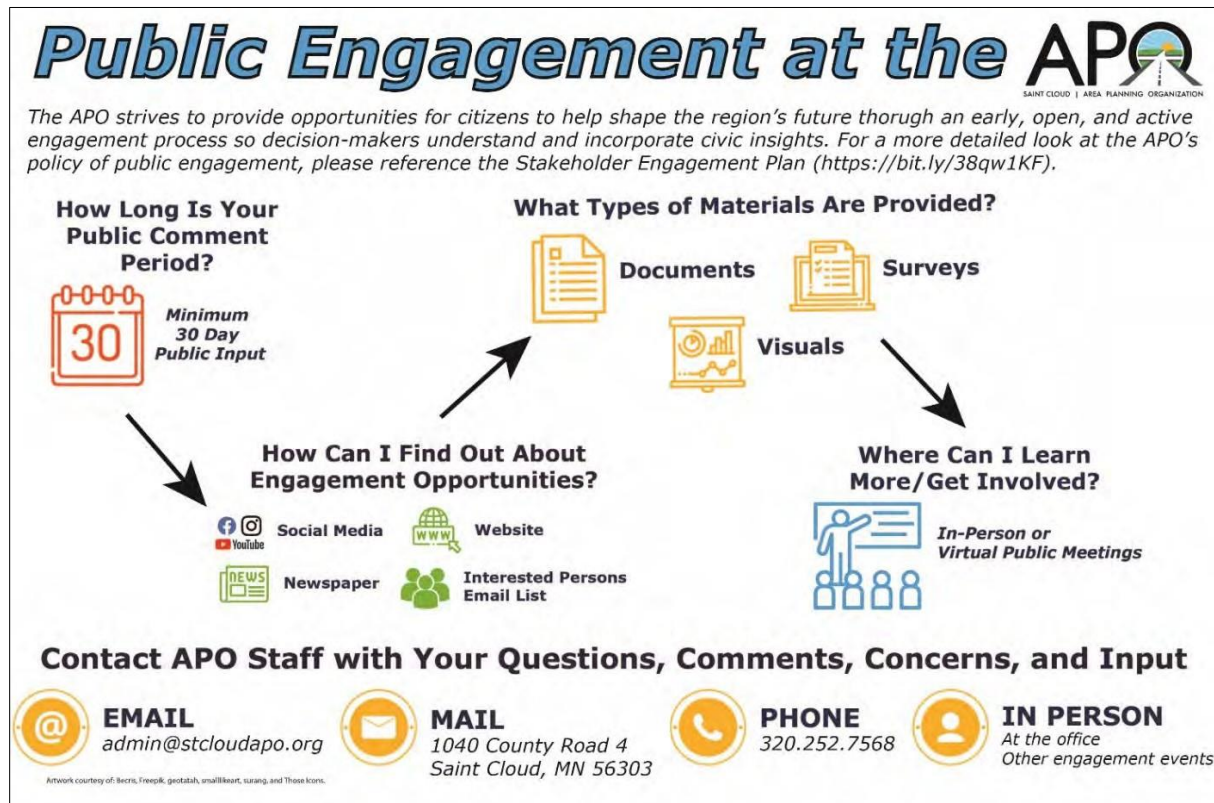 Public Engagement at the APO
SAINT CLOUD | AREA PLANNING ORGANIZATION
The APO strives to provide opportunities for citizens to help shape the region's future thorugh an early, open, and active
engagement process so decision-makers understand and incorporate civic insights. For a more detailed look at the APO's
policy of public engagement, please reference the Stakeholder Engagement Plan (https://bit.ly/38qw1KF).
How Long Is Your
Public Comment
Period?
30
Minimum
30 Day
Public Input
How Can I Find Out About
Engagement Opportunities?
YouTube
Social Media
www
Website
NEWS
Newspaper
Interested Persons
Email List
What Types of Materials Are Provided?
Documents
Surveys
Visuals
Where Can I Learn
More/Get Involved?
In-Person or
Virtual Public Meetings
Contact APO Staff with Your Questions, Comments, Concerns, and Input
@
EMAIL
admin@stcloudapo.org
MAIL
1040 County Road 4
Saint Cloud, MN 56303
PHONE
320.252.7568
IN PERSON
At the office
Other engagement events
Artwork courtesy of: Becris, Freepik, geotatah, smalllikeart, surang, and Those Icons.